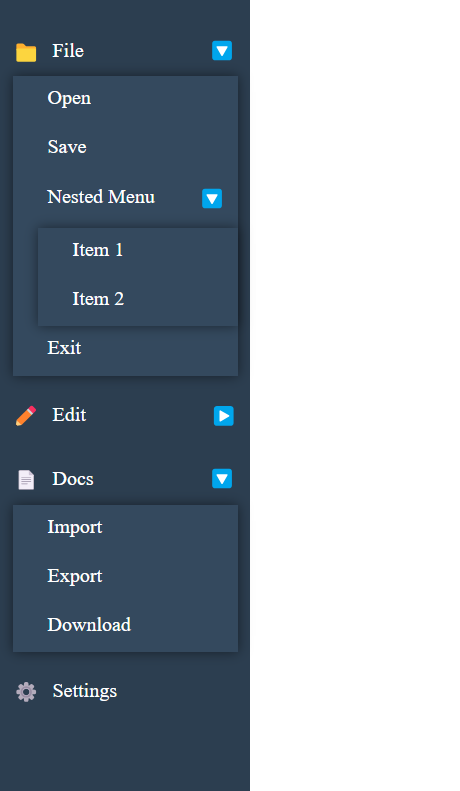 File
Open
Save
Nested Menu
Item 1
Item 2
Exit
Edit
Docs
Import
Export
Download
Settings